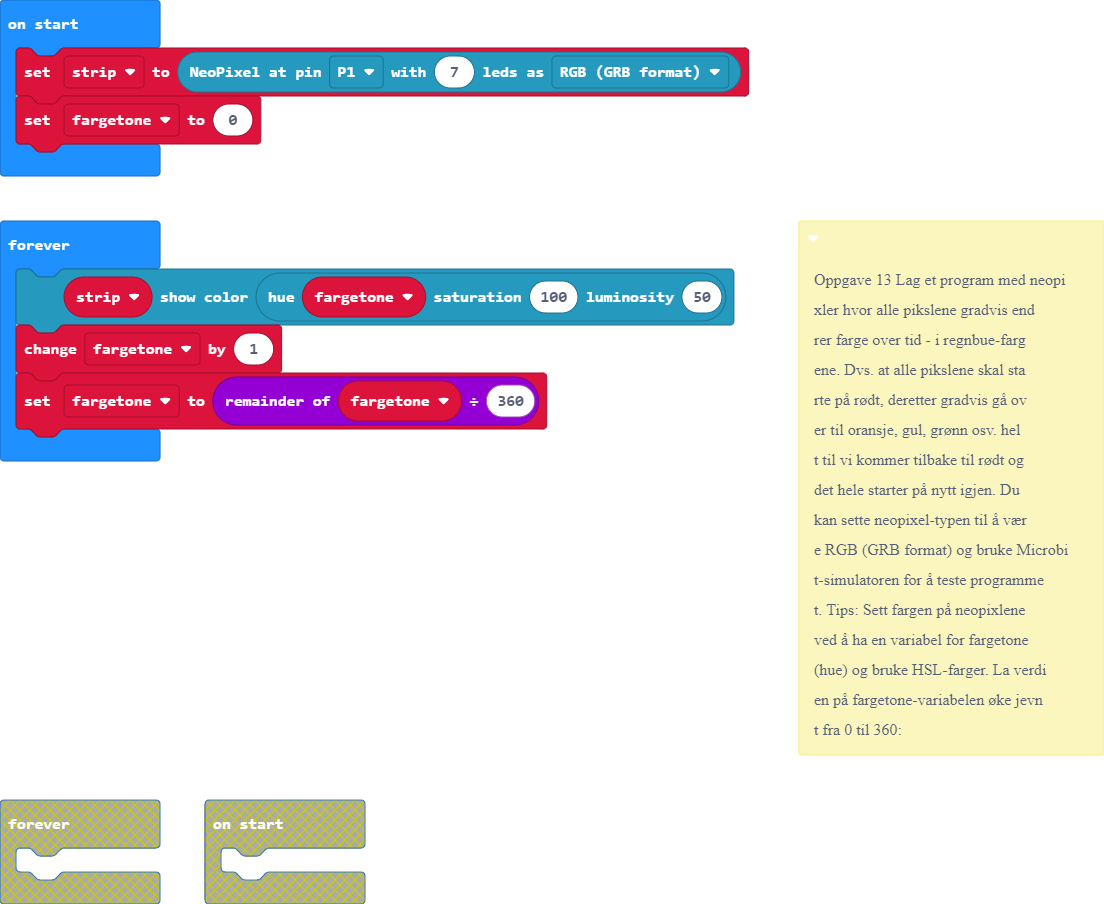 on start
set strip to NeoPixel at pin P1 with 7 leds as RGB (GRB format)
set fargetone to 0
forever
strip show color hue fargetone saturation 100 luminosity 50
change fargetone by 1
set fargetone to remainder of fargetone ÷ 360
Oppgave 13 Lag et program med neopi
xler hvor alle pikslene gradvis end
rer farge over tid - i regnbue-farg
ene. Dvs. at alle pikslene skal sta
rte på rødt, deretter gradvis gå ov
er til oransje, gul, grønn osv. hel
t til vi kommer tilbake til rødt og
det hele starter på nytt igjen. Du
kan sette neopixel-typen til å vær
e RGB (GRB format) og bruke Microbi
t-simulatoren for å teste programme
t. Tips: Sett fargen på neopixlene
ved å ha en variabel for fargetone
(hue) og bruke HSL-farger. La verdi
en på fargetone-variabelen øke jevn
t fra 0 til 360:
forever
on start